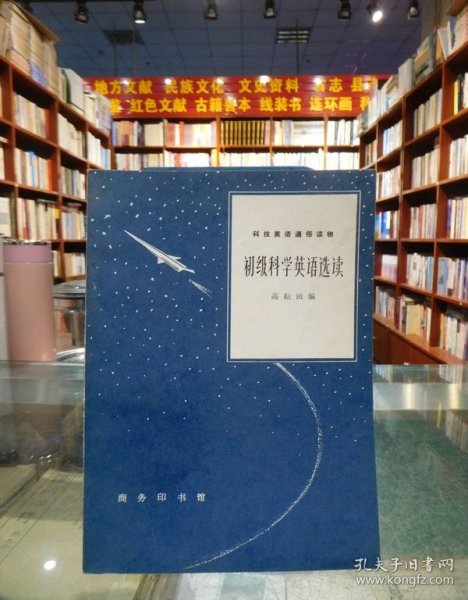 地方文献 民族文化 文史资料 省志 县
红色文献 古籍善本 线装书 连环画
科技英语通俗读物
初级科学英语选读
高耘田编
商务印书馆
孔夫子旧书网
www.kongfz.com